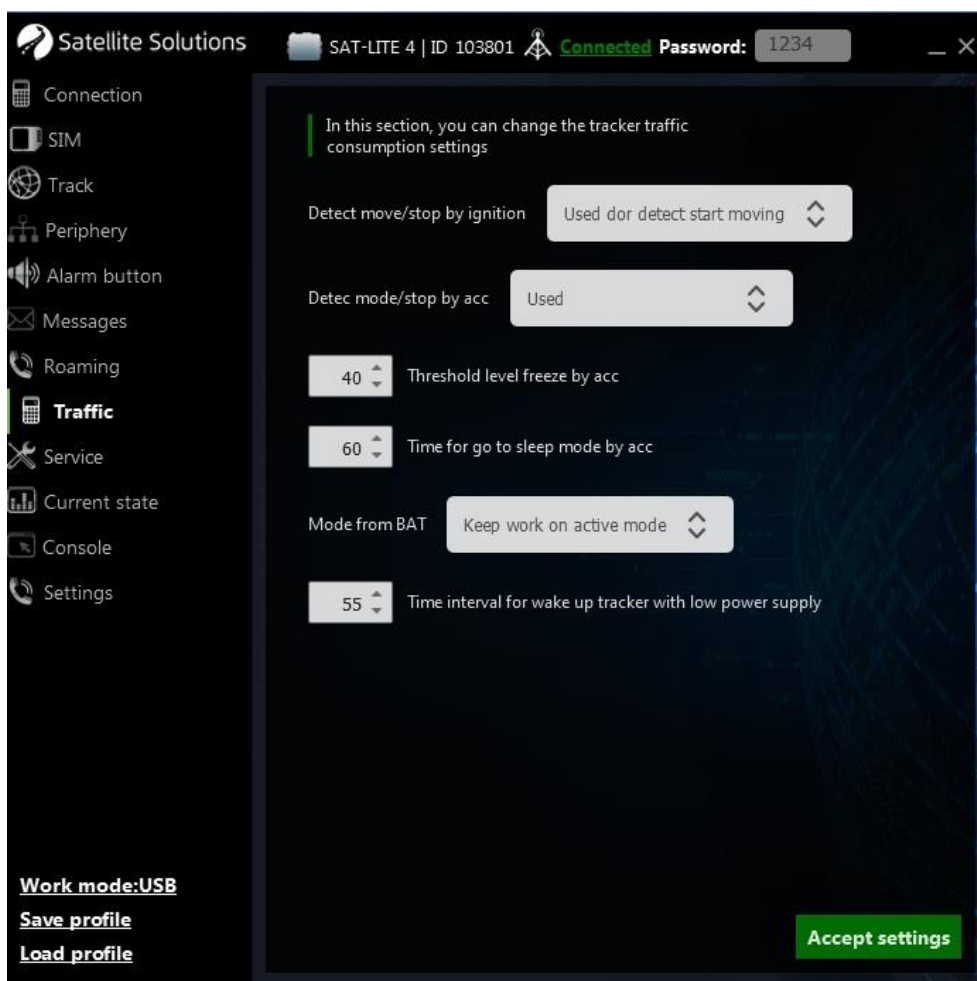 Satellite Solutions
SAT-LITE 4 | ID 103801 Connected Password: 1234
Connection
SIM
Track
Periphery
Alarm button
Messages
Roaming
Traffic
Service
Current state
Console
Settings
Work mode:USB
Save profile
Load profile
In this section, you can change the tracker traffic
consumption settings
Detect move/stop by ignition Used dor detect start moving
Detec mode/stop by acc Used
40 Threshold level freeze by acc
60 Time for go to sleep mode by acc
Mode from BAT Keep work on active mode
55 Time interval for wake up tracker with low power supply
Accept settings